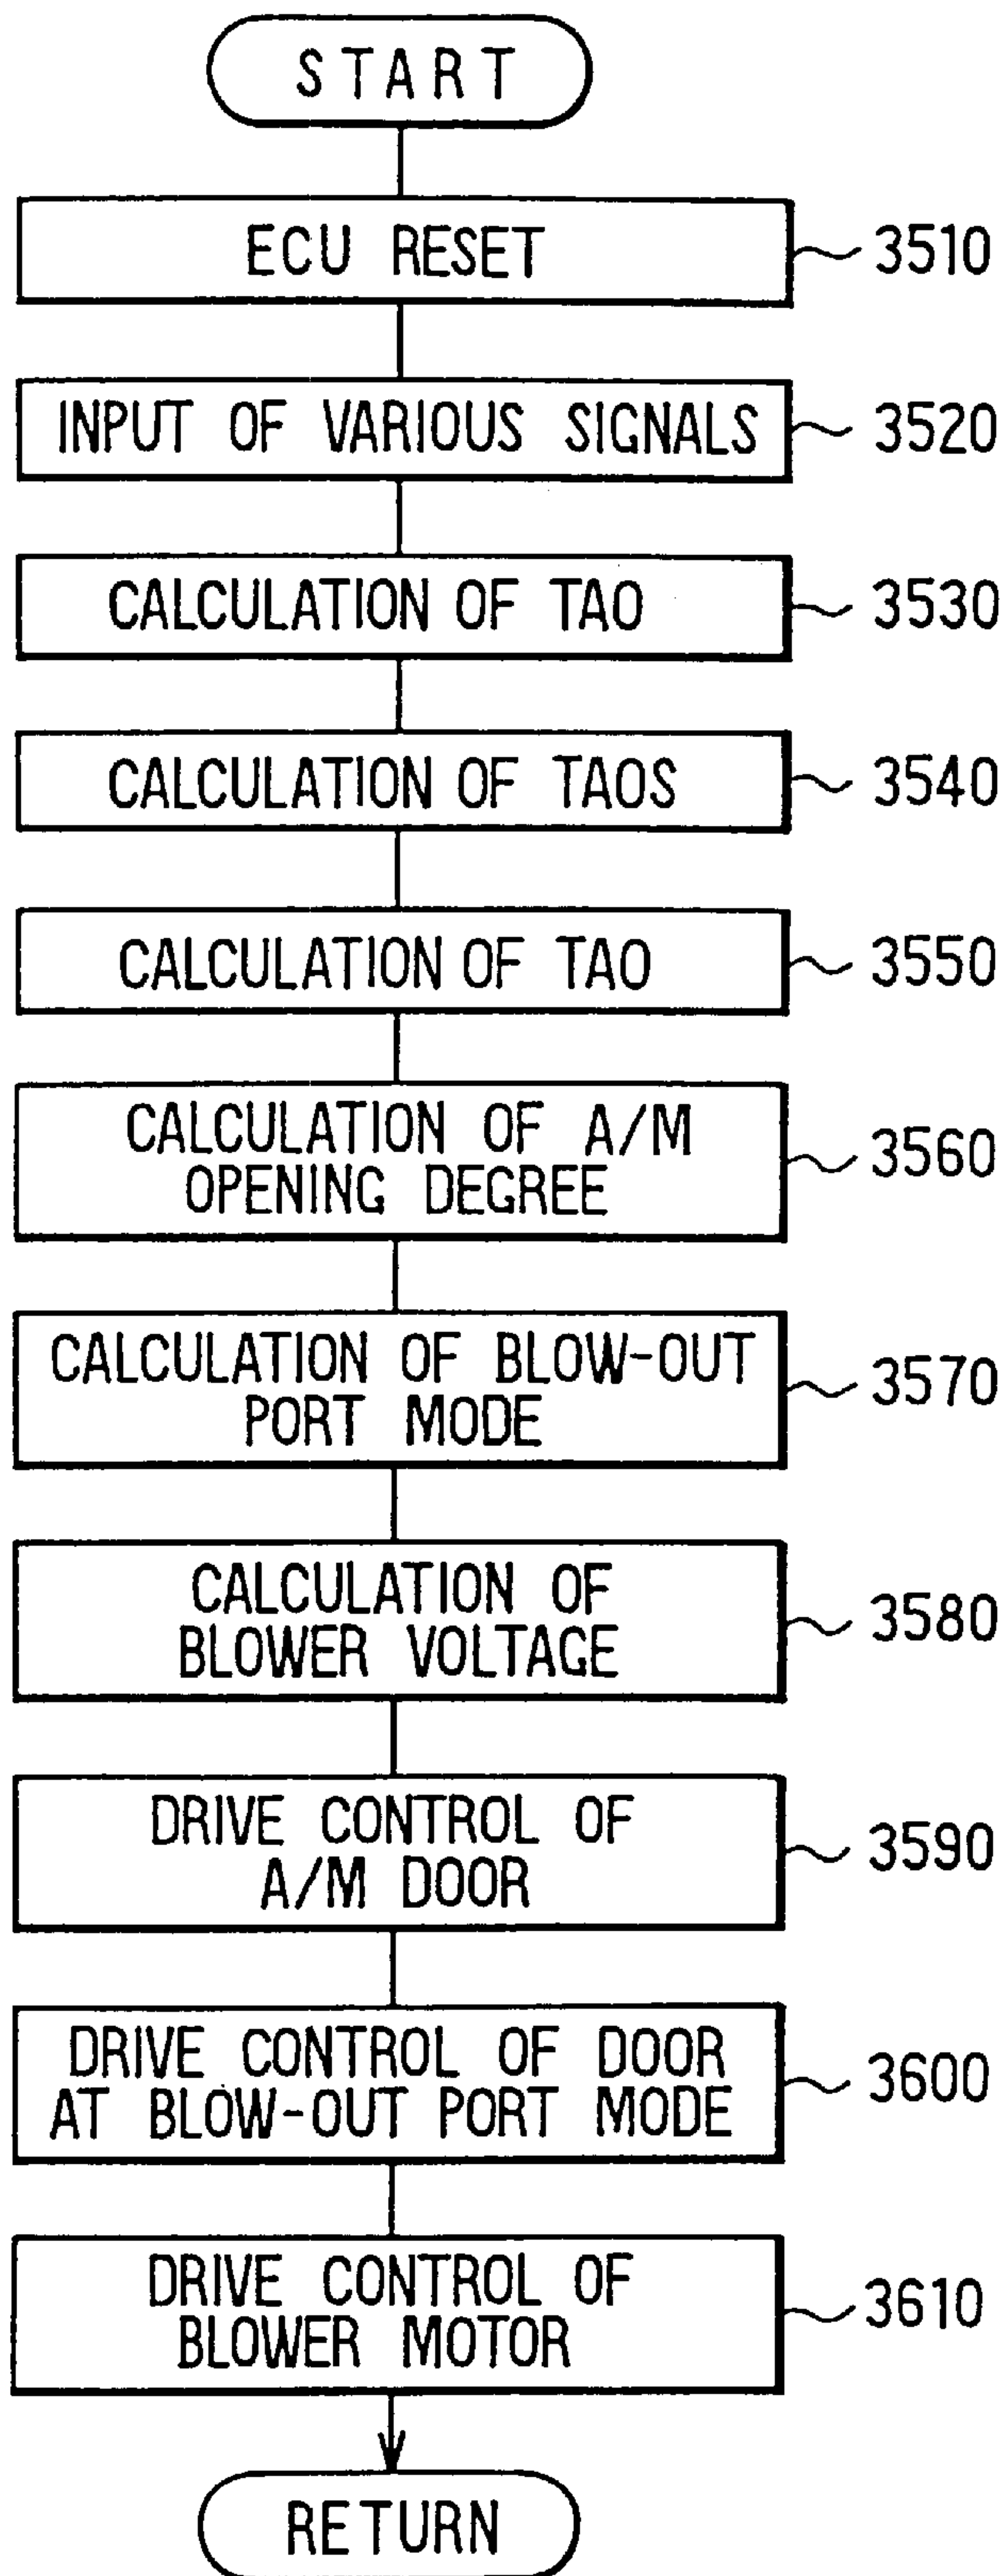 START
ECU RESET
3510
INPUT OF VARIOUS SIGNALS
3520
CALCULATION OF TAO
3530
CALCULATION OF TAOS
3540
CALCULATION OF TAO
3550
CALCULATION OF A/M
OPENING DEGREE
3560
CALCULATION OF BLOW-OUT
PORT MODE
3570
CALCULATION OF
BLOWER VOLTAGE
3580
DRIVE CONTROL OF
A/M DOOR
3590
DRIVE CONTROL OF DOOR
AT BLOW-OUT PORT MODE
3600
DRIVE CONTROL OF
BLOWER MOTOR
3610
RETURN